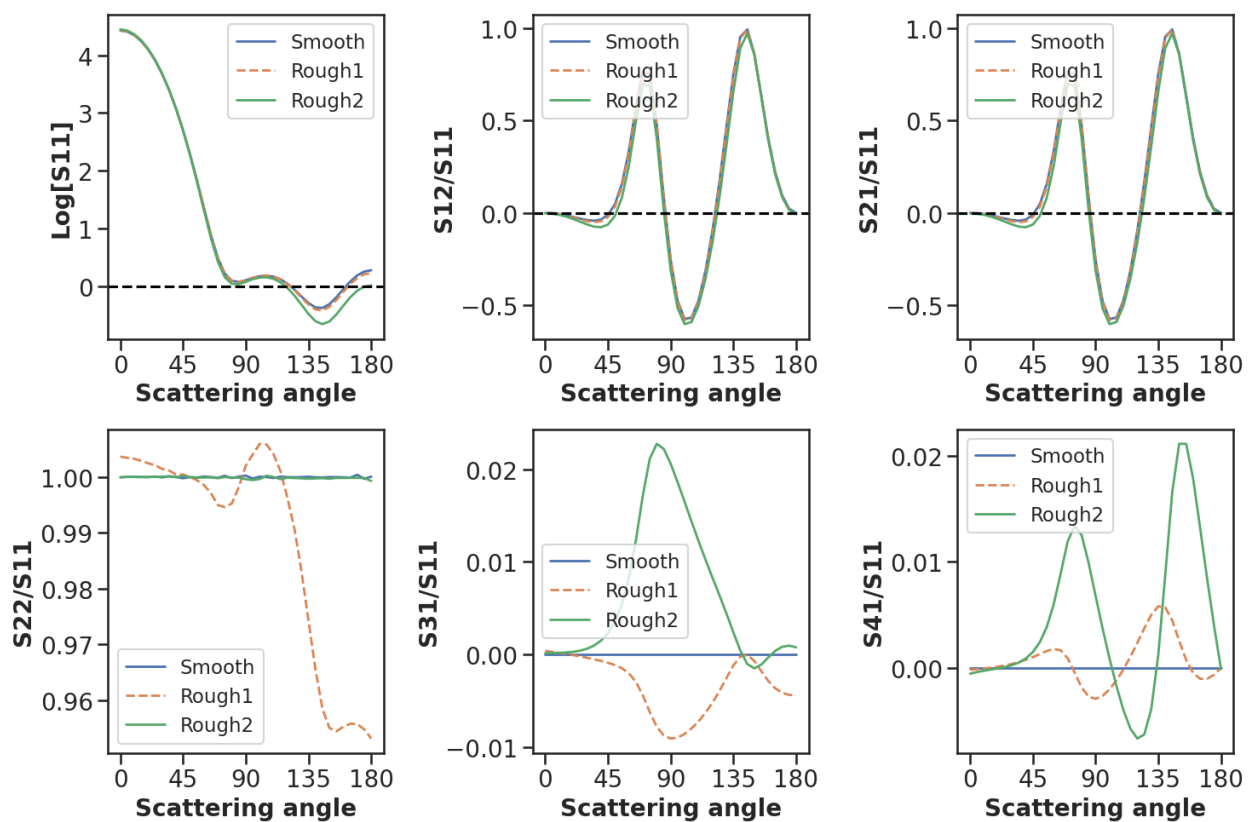 Log[S11]
4
3
2
1
0
Smooth
Rough1
Rough2
0 45 90 135 180
Scattering angle
S12/S11
1.0
0.5
0.0
−0.5
Smooth
Rough1
Rough2
0 45 90 135 180
Scattering angle
S21/S11
1.0
0.5
0.0
−0.5
Smooth
Rough1
Rough2
0 45 90 135 180
Scattering angle
S22/S11
1.00
0.99
0.98
0.97
0.96
Smooth
Rough1
Rough2
0 45 90 135 180
Scattering angle
S31/S11
0.02
0.01
0.00
−0.01
Smooth
Rough1
Rough2
0 45 90 135 180
Scattering angle
S41/S11
0.02
0.01
0.00
Smooth
Rough1
Rough2
0 45 90 135 180
Scattering angle